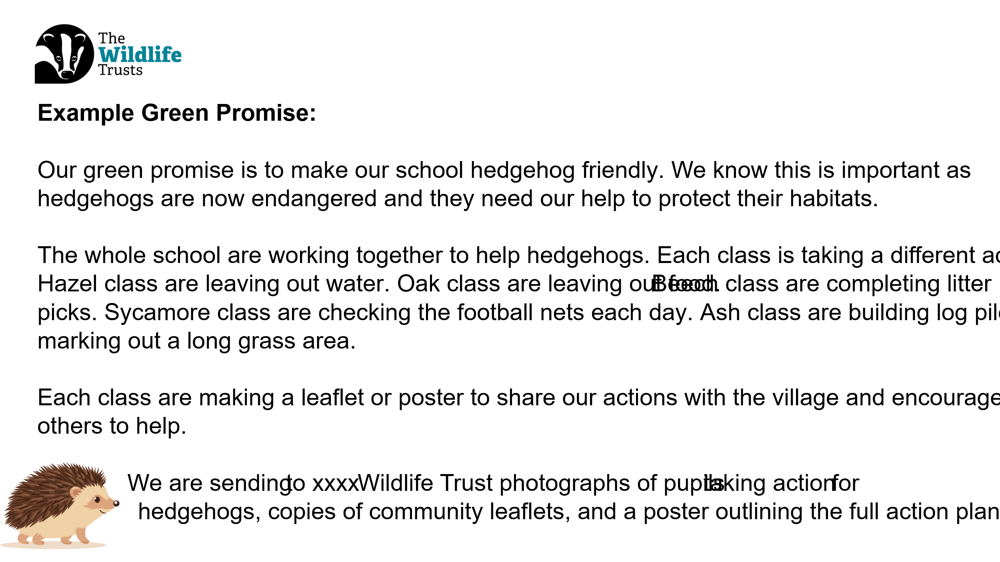 The
Wildlife
Trusts
Example Green Promise:
Our green promise is to make our school hedgehog friendly. We know this is important as
hedgehogs are now endangered and they need our help to protect their habitats.
The whole school are working together to help hedgehogs. Each class is taking a different
Hazel class are leaving out water. Oak class are leaving out food. Beech class are completing litter
picks. Sycamore class are checking the football nets each day. Ash class are building log
marking out a long grass area.
Each class are making a leaflet or poster to share our actions with the village and encourage
others to help.
We are sending to xxxx Wildlife Trust photographs of pupils taking action for
hedgehogs, copies of community leaflets, and a poster outlining the full action plan